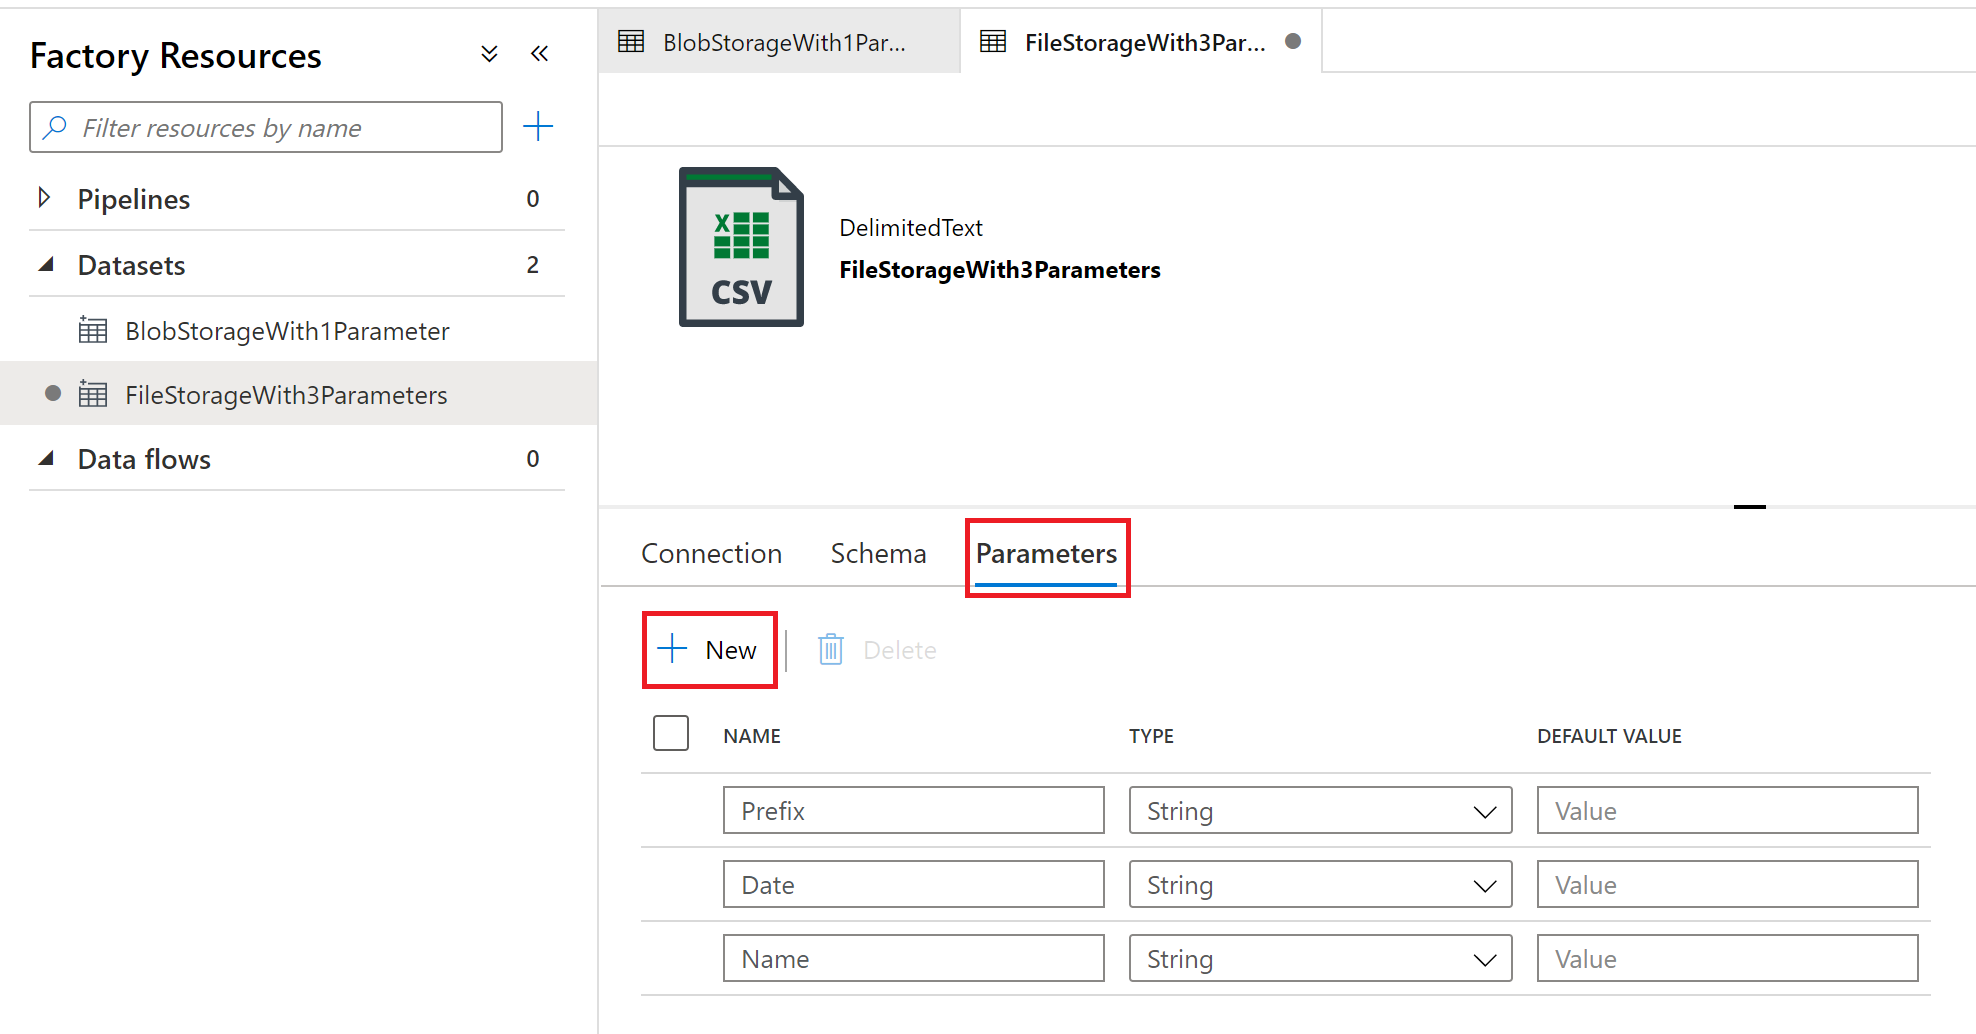 Factory Resources
Filter resources by name
Pipelines 0
Datasets 2
BlobStorageWith1Parameter
FileStorageWith3Parameters
Data flows 0
BlobStorageWith1Par...
FileStorageWith3Par...
X
CSV
DelimitedText
FileStorageWith3Parameters
Connection Schema Parameters
New Delete
NAME TYPE DEFAULT VALUE
Prefix String Value
Date String Value
Name String Value